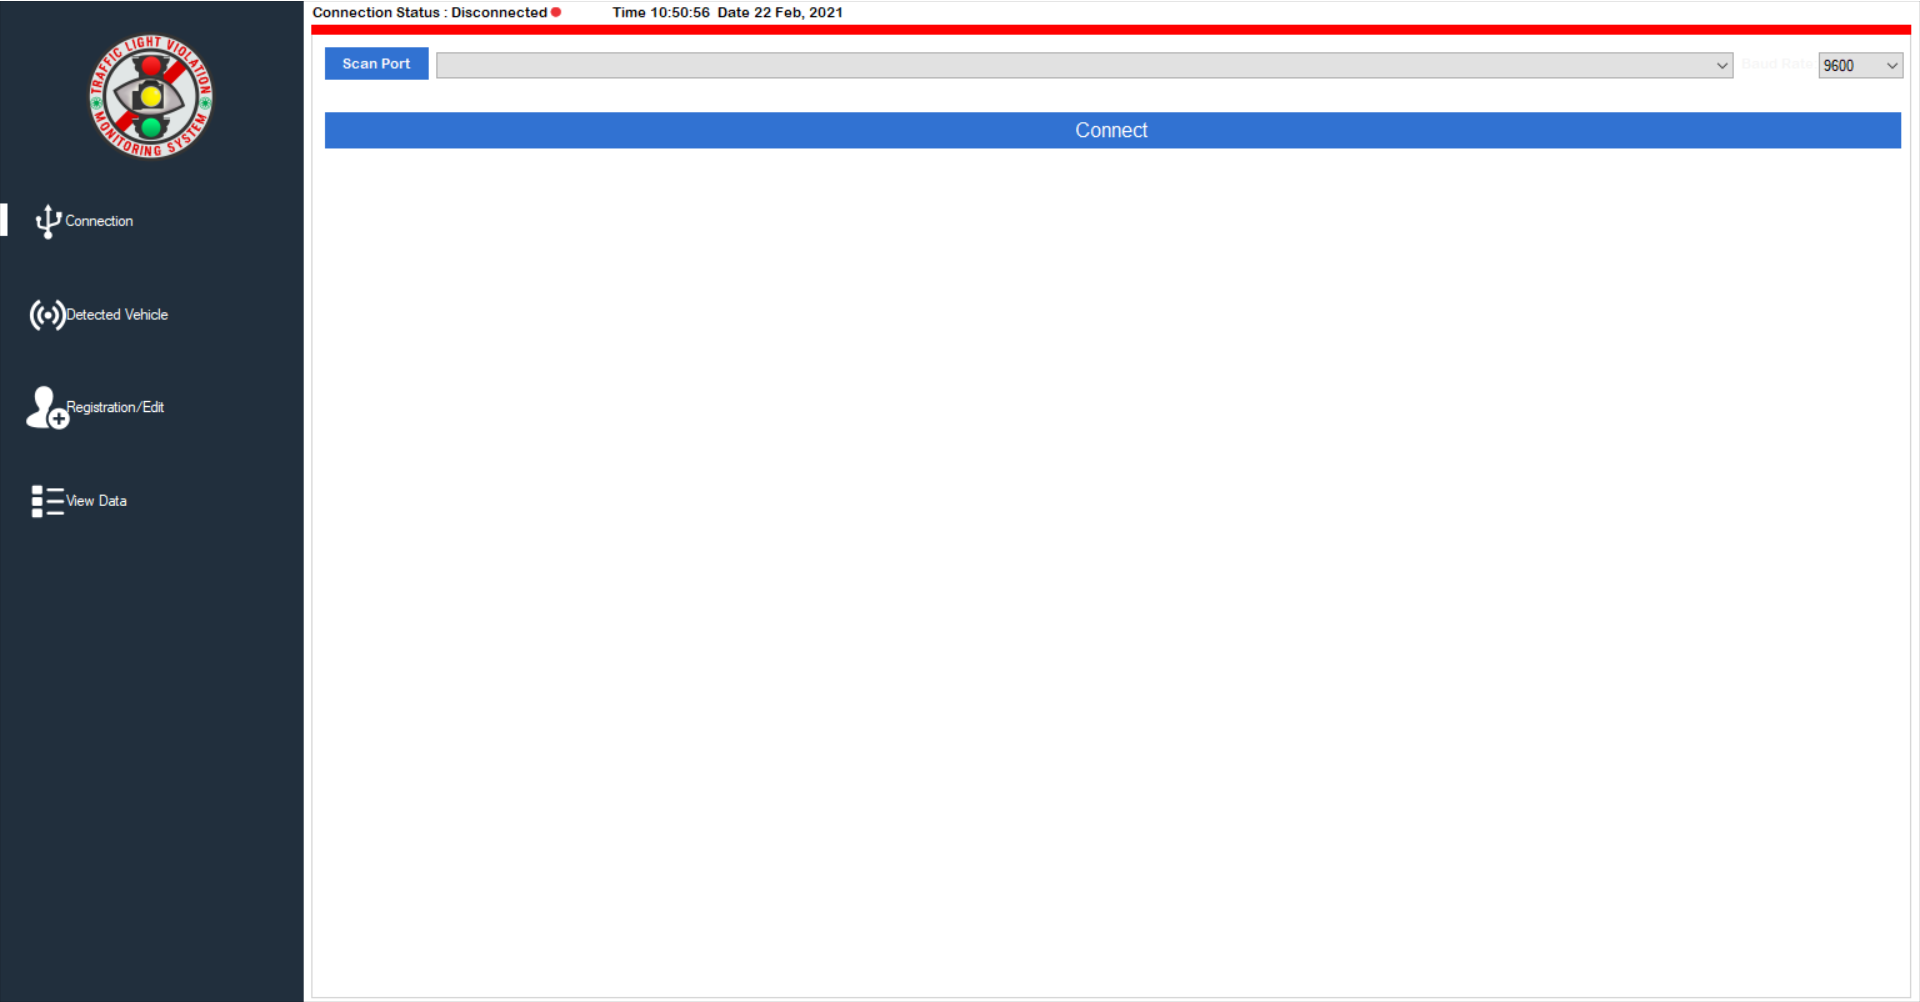 Connection Status : Disconnected Time 10:50:56 Date 22 Feb, 2021
TRAFFIC LIGHT VIOLATION
MONITORING SYSTEM
Scan Port Baud Rate 9600
Connect
Connection
Detected Vehicle
Registration/Edit
View Data